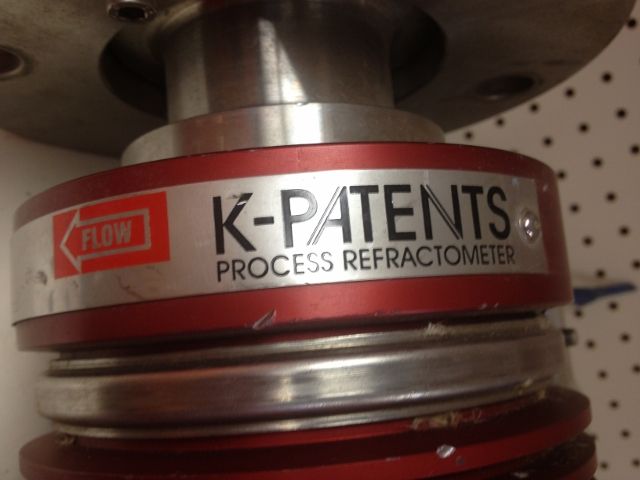 FLOW
K-PATENTS
PROCESS REFRACTOMETER